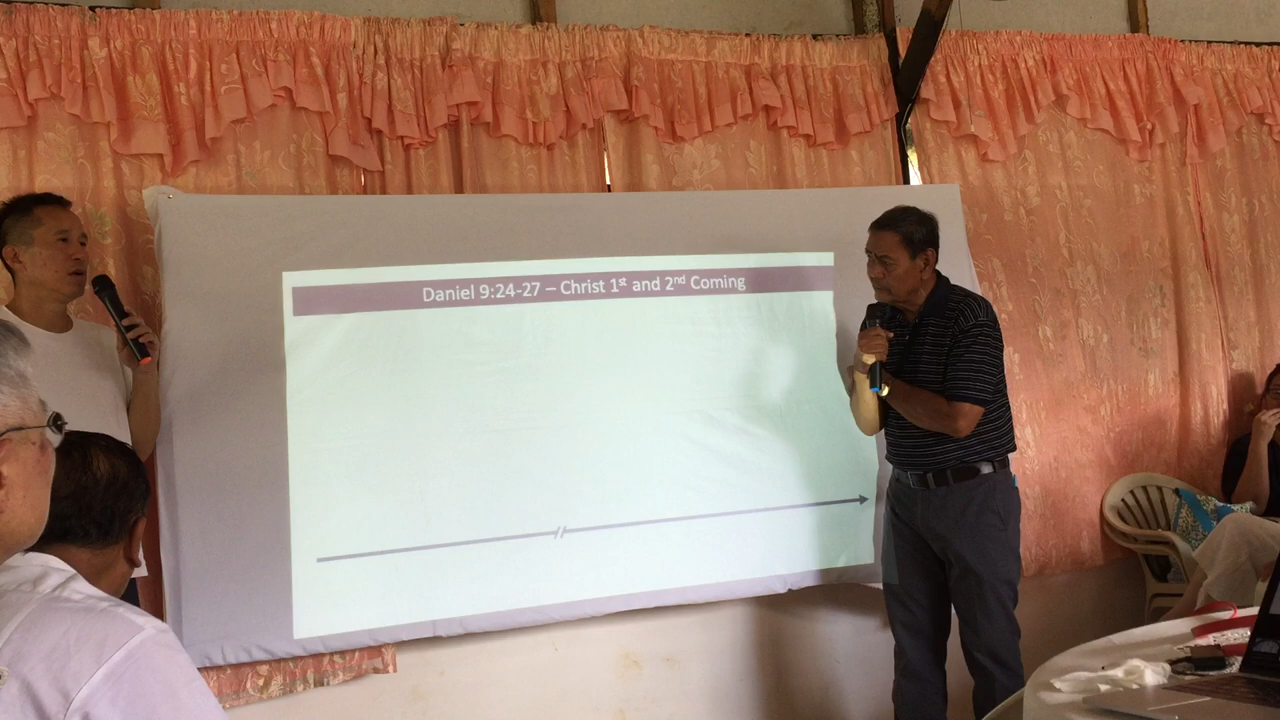 Daniel 9:24-27 – Christ 1st and 2nd Coming